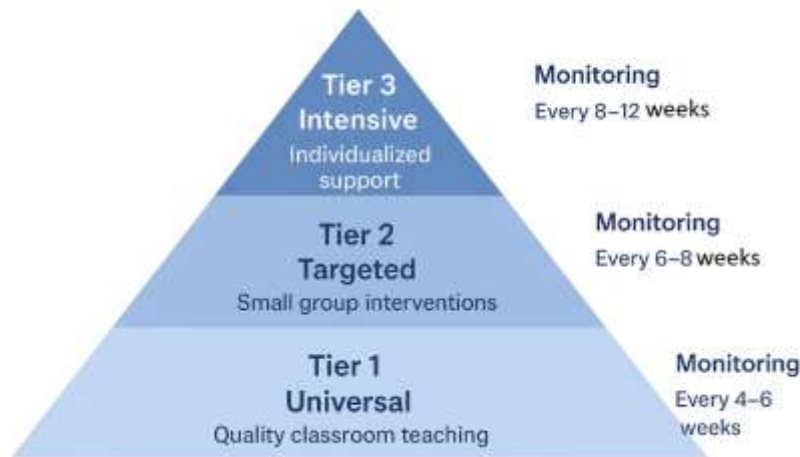 Tier 3
Intensive
Individualized
support
Monitoring
Every 8–12 weeks
Tier 2
Targeted
Small group interventions
Monitoring
Every 6–8 weeks
Tier 1
Universal
Quality classroom teaching
Monitoring
Every 4–6
weeks